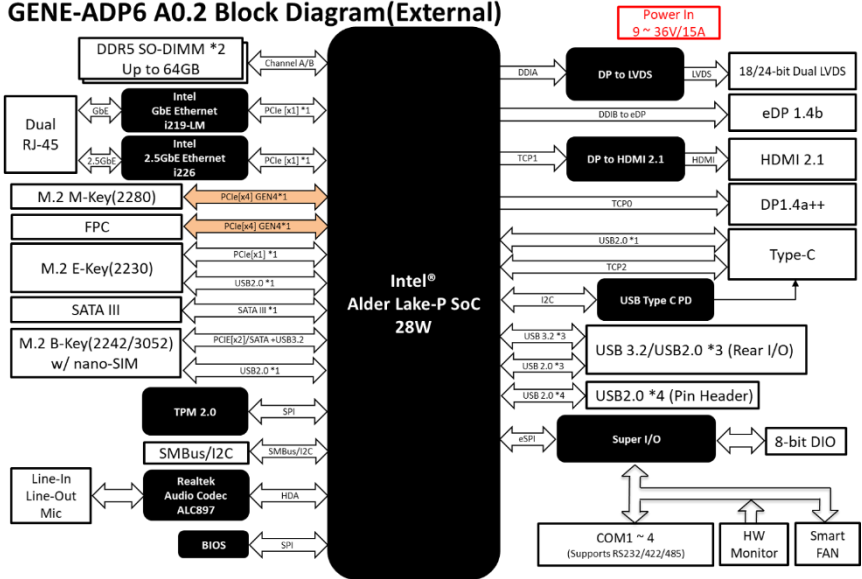 GENE-ADP6 A0.2 Block Diagram(External)
Power In
9 ~ 36V/15A
DDR5 SO-DIMM *2
Up to 64GB
Channel A/B
Dual
RJ-45
GbE
Intel
GbE Ethernet
i219-LM
PCIe [x1] *1
2.5GbE
Intel
2.5GbE Ethernet
i226
PCIe [x1] *1
M.2 M-Key(2280)
PCIe[x4] GEN4*1
FPC
PCIe[x4] GEN4*1
M.2 E-Key(2230)
PCIe[x1] *1
USB2.0 *1
SATA III
SATA III *1
M.2 B-Key(2242/3052)
w/ nano-SIM
PCIE[x2]/SATA +USB3.2
USB2.0 *1
TPM 2.0
SPI
SMBus/I2C
SMBus/I2C
Line-In
Line-Out
Mic
Realtek
Audio Codec
ALC897
HDA
BIOS
SPI
Intel®
Alder Lake-P SoC
28W
DDIA
DP to LVDS
LVDS
18/24-bit Dual LVDS
DDIB to eDP
eDP 1.4b
TCP1
DP to HDMI 2.1
HDMI
HDMI 2.1
TCP0
DP1.4a++
USB2.0 *1
TCP2
Type-C
I2C
USB Type C PD
USB 3.2 *3
USB 2.0 *3
USB 3.2/USB2.0 *3 (Rear I/O)
USB 2.0 *4
USB2.0 *4 (Pin Header)
eSPI
Super I/O
8-bit DIO
COM1 ~ 4
(Supports RS232/422/485)
HW
Monitor
Smart
FAN